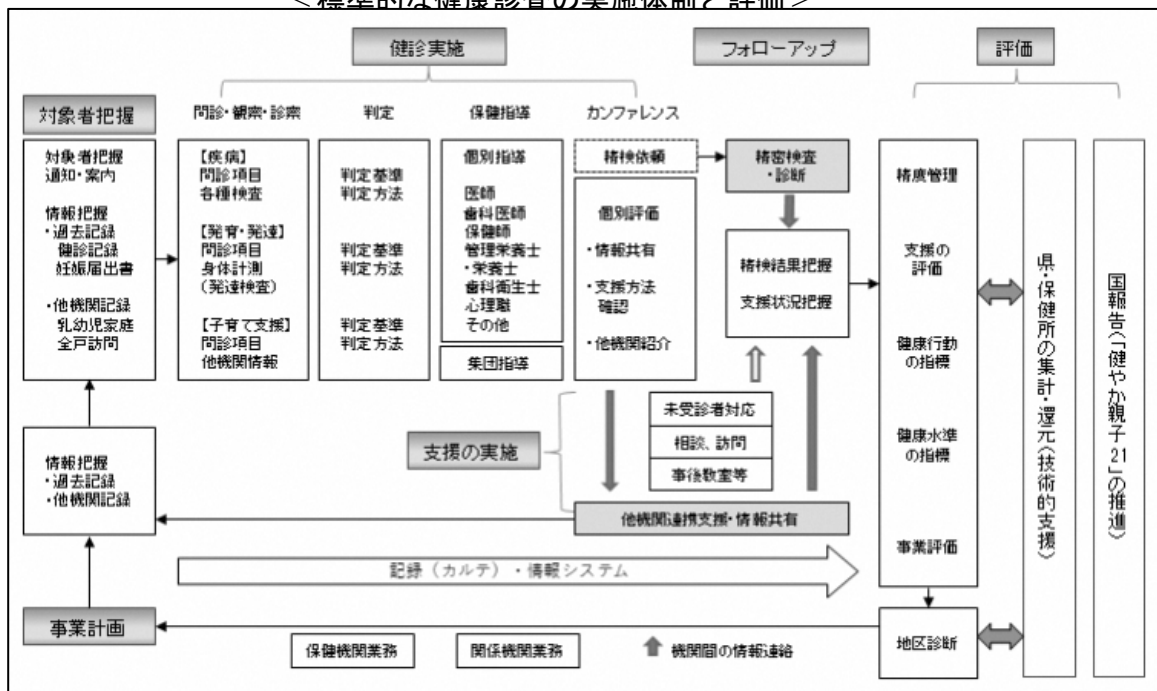 ＜標準的な健康診査の実施体制と評価＞
健診実施
フォローアップ
評価
対象者把握
問診・観察・診察
判定
保健指導
カンファレンス
対象者把握
通知・案内
情報把握
・過去記録
健診記録
妊娠届出書
・他機関記録
乳幼児家庭
全戸訪問
【疾病】
問診項目
各種検査
【発育・発達】
問診項目
身体計測
(発達検査)
【子育て支援】
問診項目
他機関情報
判定基準
判定方法
判定基準
判定方法
判定基準
判定方法
個別指導
医師
歯科医師
保健師
管理栄養士
・栄養士
歯科衛生士
心理職
その他
集団指導
精検依頼
個別評価
・情報共有
・支援方法
確認
・他機関紹介
精密検査
・診断
精検結果把握
支援状況把握
精度管理
支援の
評価
健康行動
の指標
健康水準
の指標
事業評価
県・保健所の集計・還元(技術的支援)
国報告(「健やか親子21」の推進)
支援の実施
未受診者対応
相談、訪問
事後教室等
他機関連携支援・情報共有
情報把握
・過去記録
・他機関記録
記録（カルテ）・情報システム
事業計画
地区診断
保健機関業務
関係機関業務
機関間の情報連絡